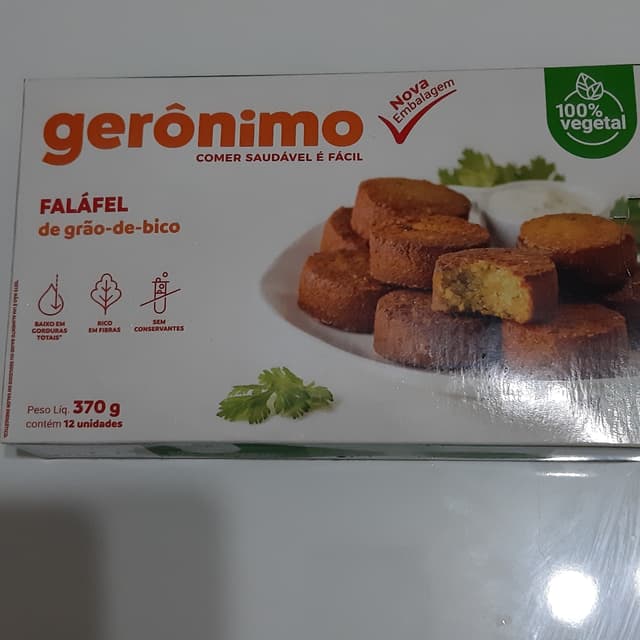 gerônimo
COMER SAUDÁVEL É FÁCIL
Nova
Embalagem
100%
vegetal
FALÁFEL
de grão-de-bico
BAIXO EM
GORDURAS
TOTAIS*
RICO
EM FIBRAS
SEM
CONSERVANTES
Peso Líq. 370 g
contém 12 unidades